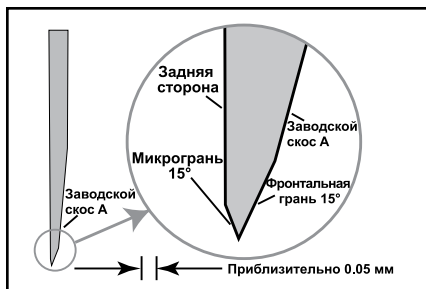 Задняя
сторона
Заводской
скос А
Микрогрань
15°
Фронтальная
грань 15°
Заводской
скос А
Приблизительно 0.05 мм